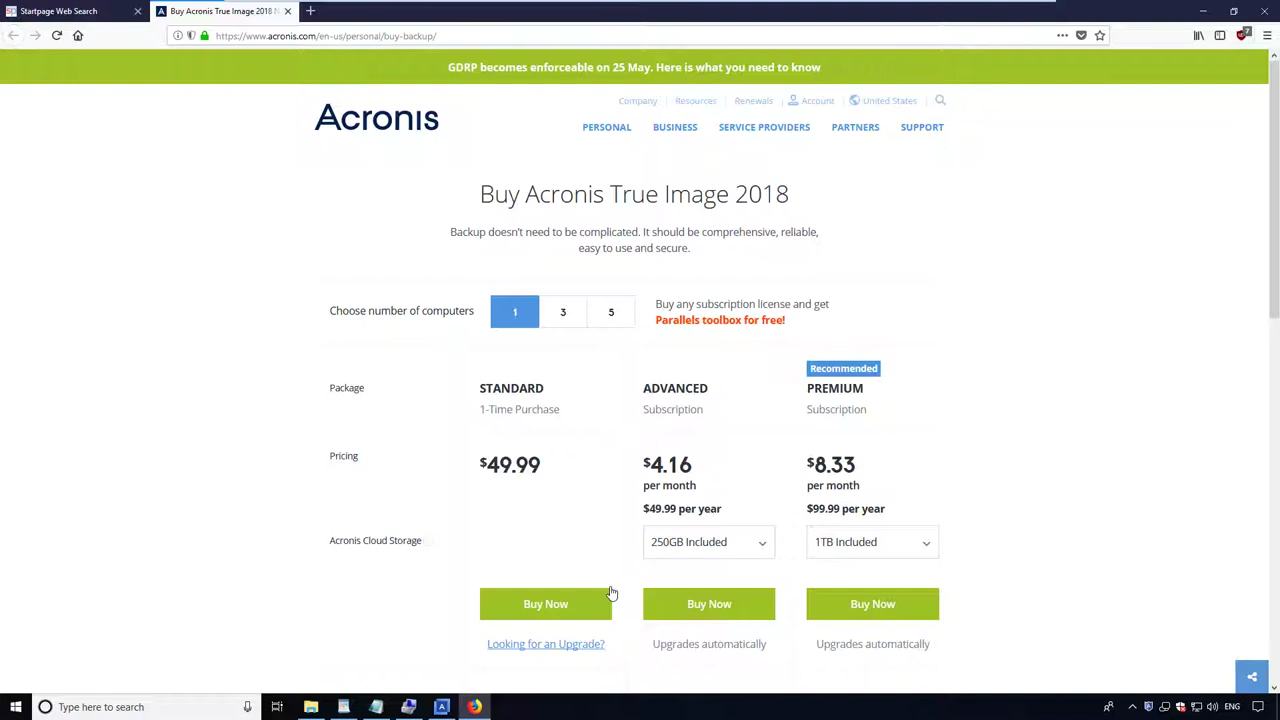 Startpage Web Search
Buy Acronis True Image 2018 N
https://www.acronis.com/en-us/personal/buy-backup/
7
GDRP becomes enforceable on 25 May. Here is what you need to know
Company
Resources
Renewals
Account
United States
Acronis
PERSONAL
BUSINESS
SERVICE PROVIDERS
PARTNERS
SUPPORT
Buy Acronis True Image 2018
Backup doesn't need to be complicated. It should be comprehensive, reliable,
easy to use and secure.
Choose number of computers
1
3
5
Buy any subscription license and get
Parallels toolbox for free!
Recommended
Package
STANDARD
ADVANCED
PREMIUM
1-Time Purchase
Subscription
Subscription
Pricing
$49.99
$4.16
$8.33
per month
per month
$49.99 per year
$99.99 per year
Acronis Cloud Storage
250GB Included
1TB Included
Buy Now
Buy Now
Buy Now
Looking for an Upgrade?
Upgrades automatically
Upgrades automatically
Type here to search
ENG